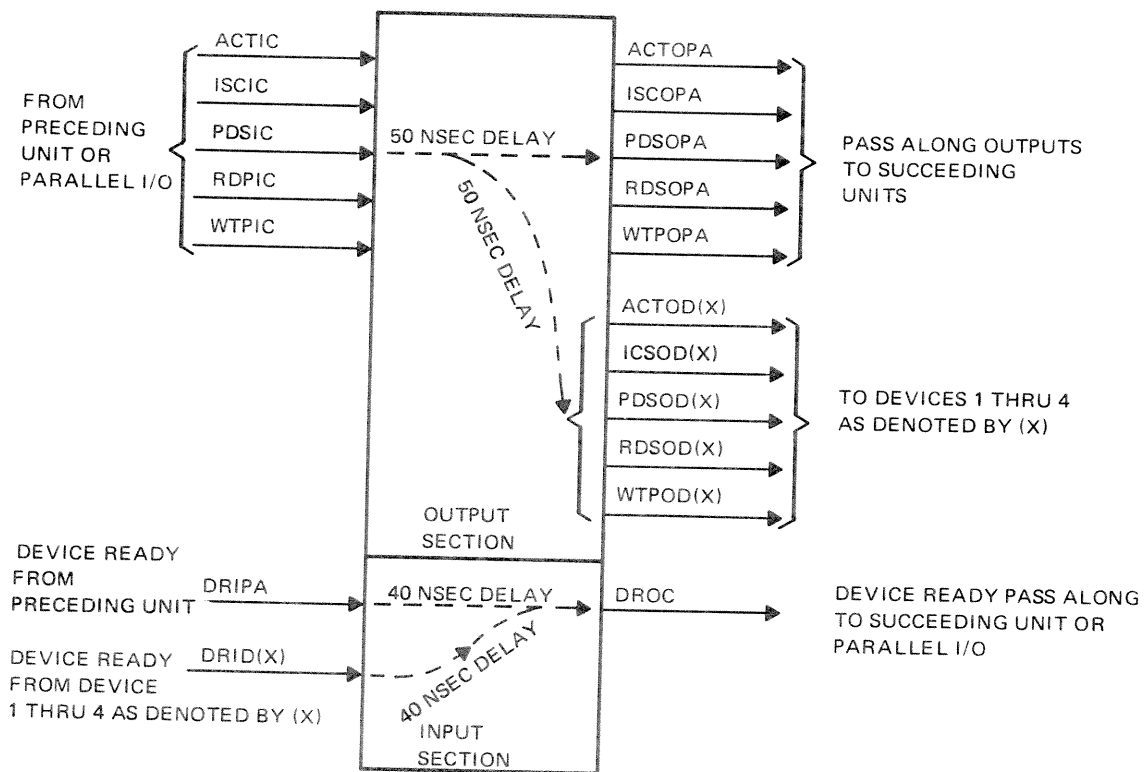 FROM
PRECEDING
UNIT OR
PARALLEL I/O
ACTIC
ISCIC
PDSIC
RDPIC
WTPIC
50 NSEC DELAY
50 NSEC DELAY
ACTOPA
ISCOPA
PDSOPA
RDSOPA
WTPOPA
PASS ALONG OUTPUTS
TO SUCCEEDING
UNITS
ACTOD(X)
ICSOD(X)
PDSOD(X)
RDSOD(X)
WTPOD(X)
TO DEVICES 1 THRU 4
AS DENOTED BY (X)
OUTPUT
SECTION
DEVICE READY
FROM
PRECEDING UNIT
DRIPA
40 NSEC DELAY
DROC
DEVICE READY PASS ALONG
TO SUCCEEDING UNIT OR
PARALLEL I/O
DEVICE READY
FROM DEVICE
1 THRU 4 AS DENOTED BY (X)
DRID(X)
40 NSEC DELAY
INPUT
SECTION